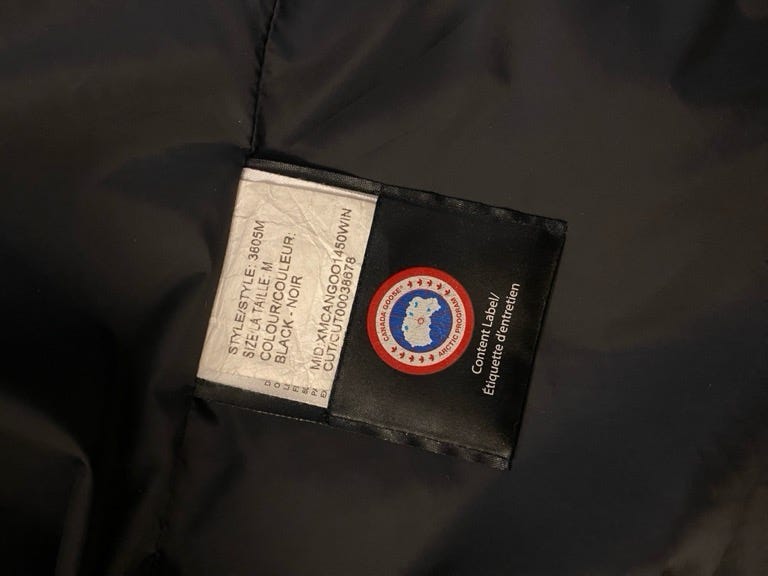 STYLE/STYLE: 3805M
SIZE/LA TAILLE: M
COLOUR/COULEUR:
BLACK - NOIR
MID:XMCANGOO1450WIN
CUT/CUT00038678
CANADA GOOSE®
ARCTIC PROGRAM
Content Label/
Étiquette d'entretien